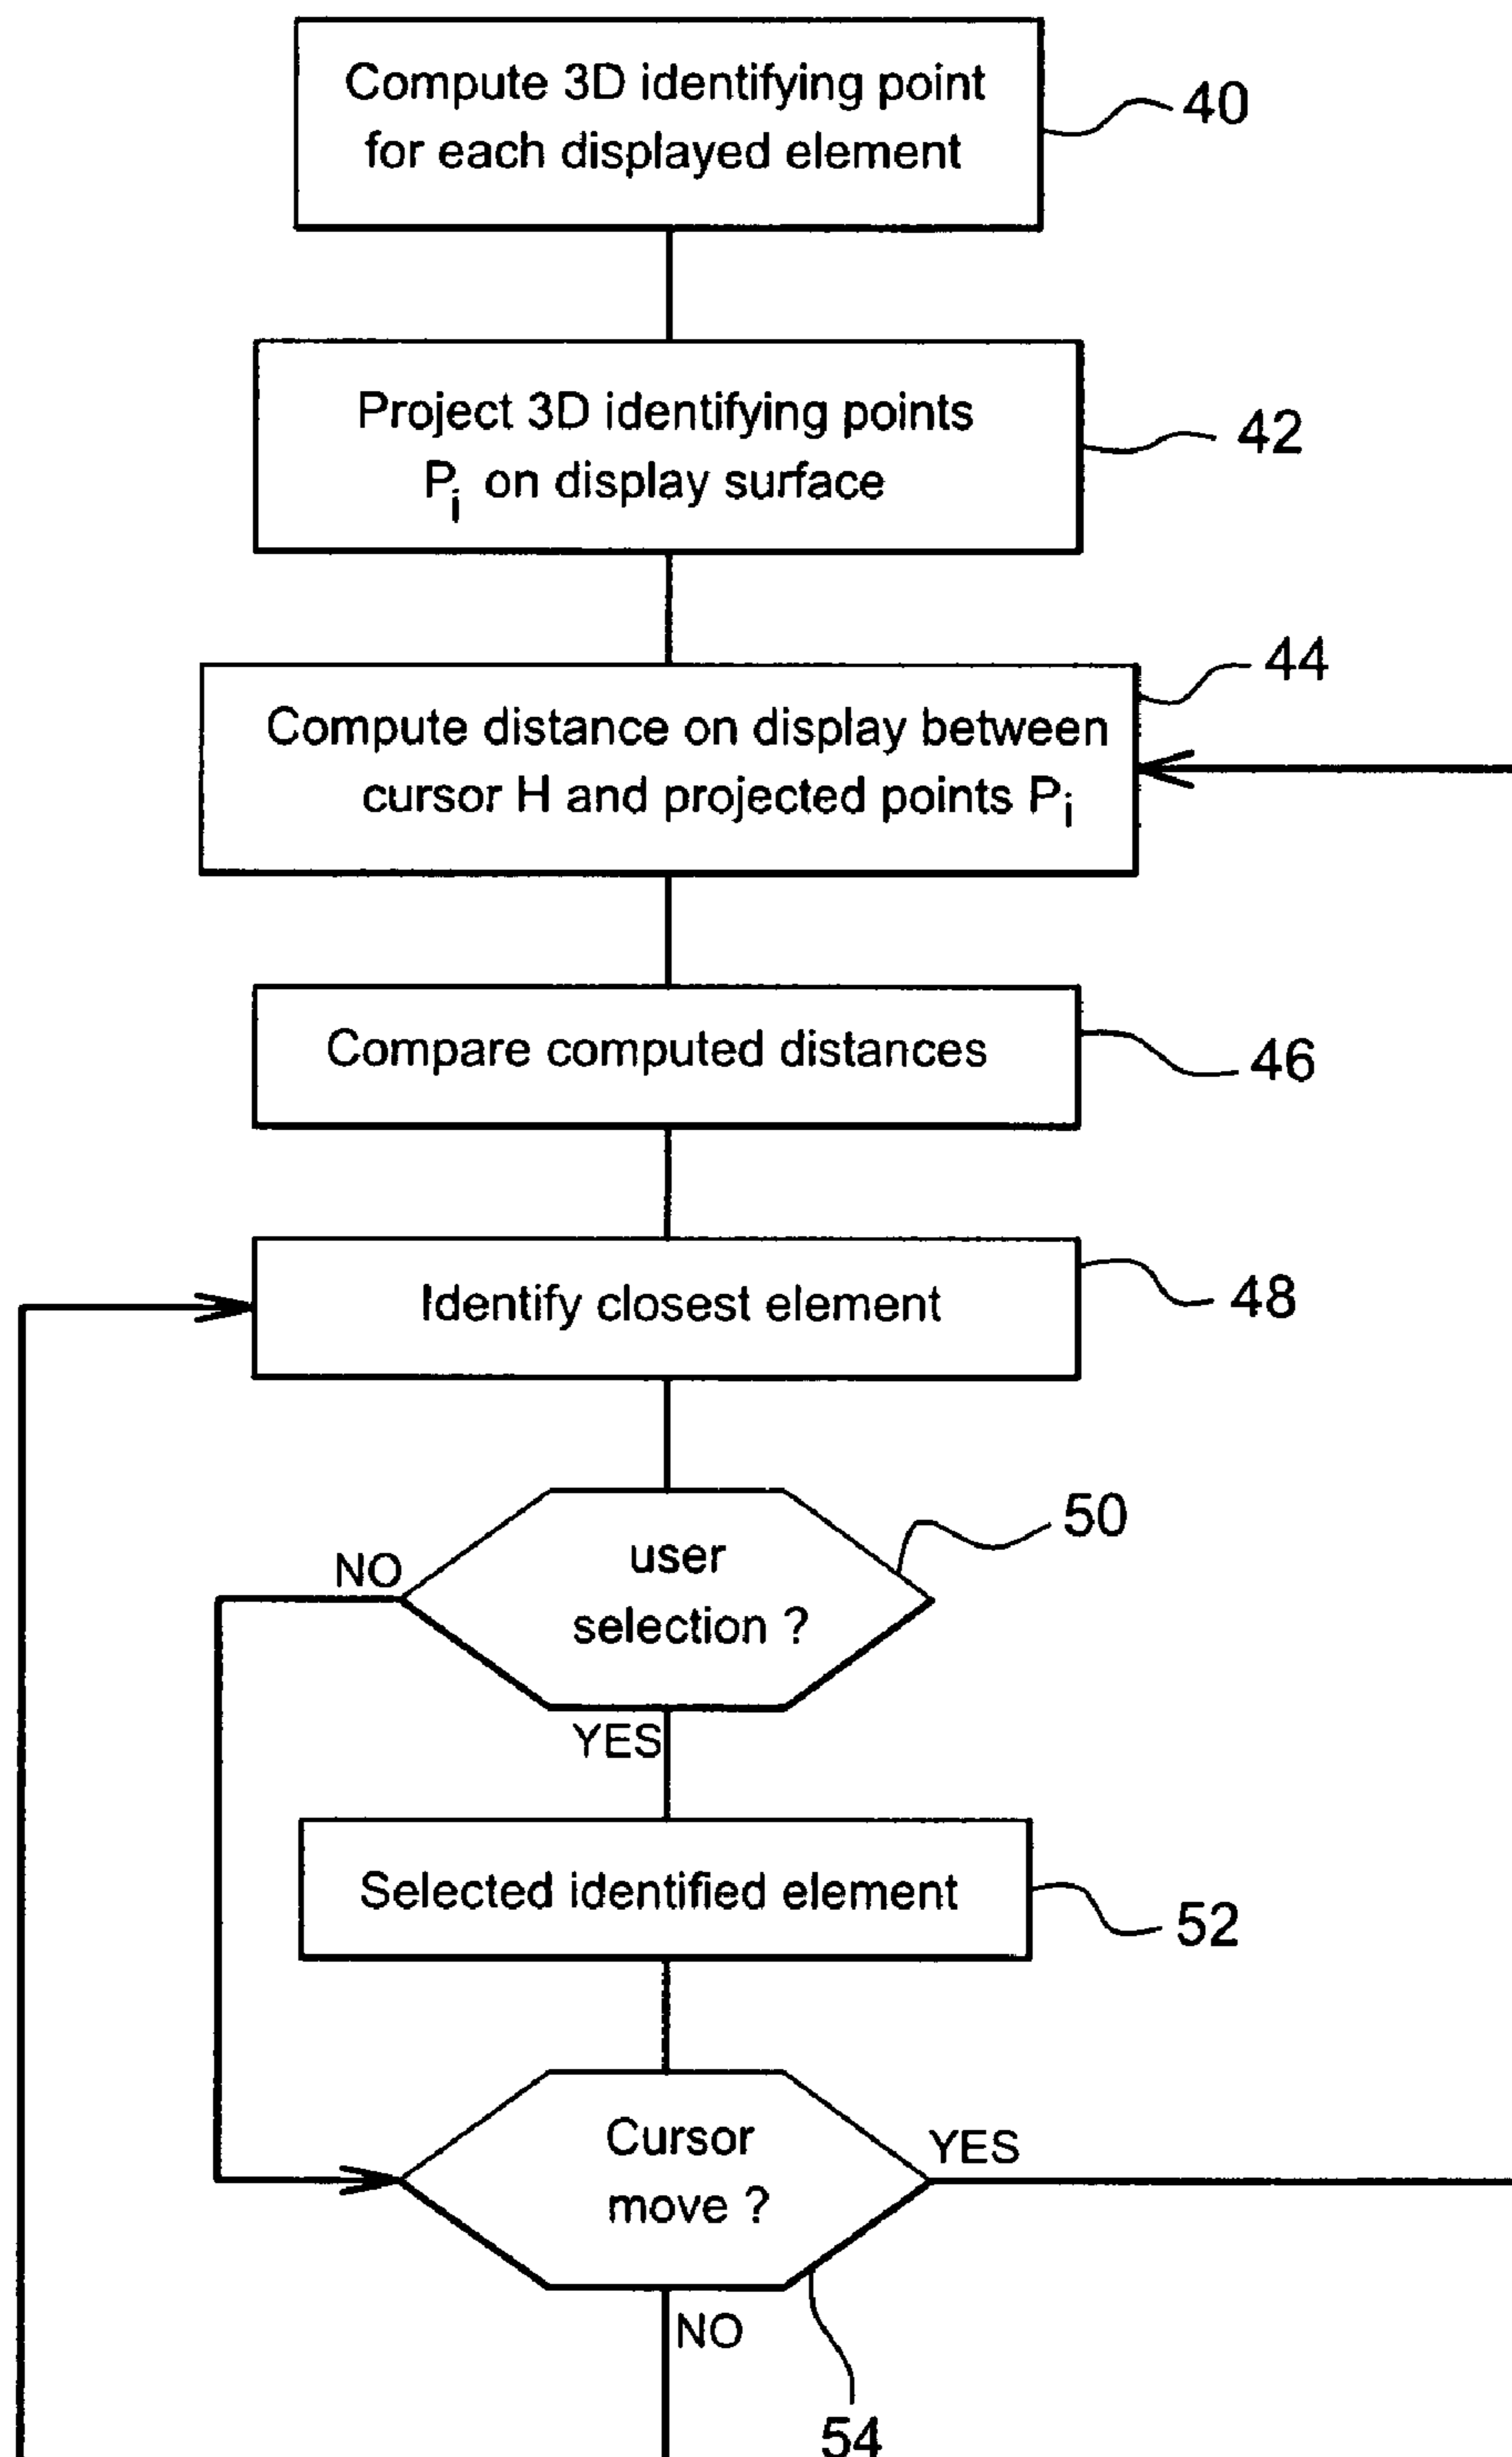 Compute 3D identifying point
for each displayed element
40
Project 3D identifying points
Pi on display surface
42
44
Compute distance on display between
cursor H and projected points Pi
Compare computed distances
46
Identify closest element
48
50
NO
user
selection ?
YES
Selected identified element
52
Cursor
move ?
YES
NO
54